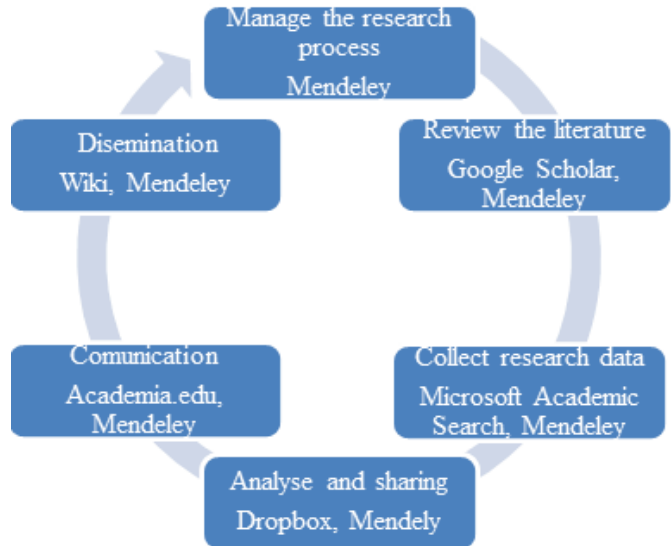 Manage the research
process
Mendeley
Review the literature
Google Scholar,
Mendeley
Collect research data
Microsoft Academic
Search, Mendeley
Analyse and sharing
Dropbox, Mendely
Comunication
Academia.edu,
Mendeley
Disemination
Wiki, Mendeley